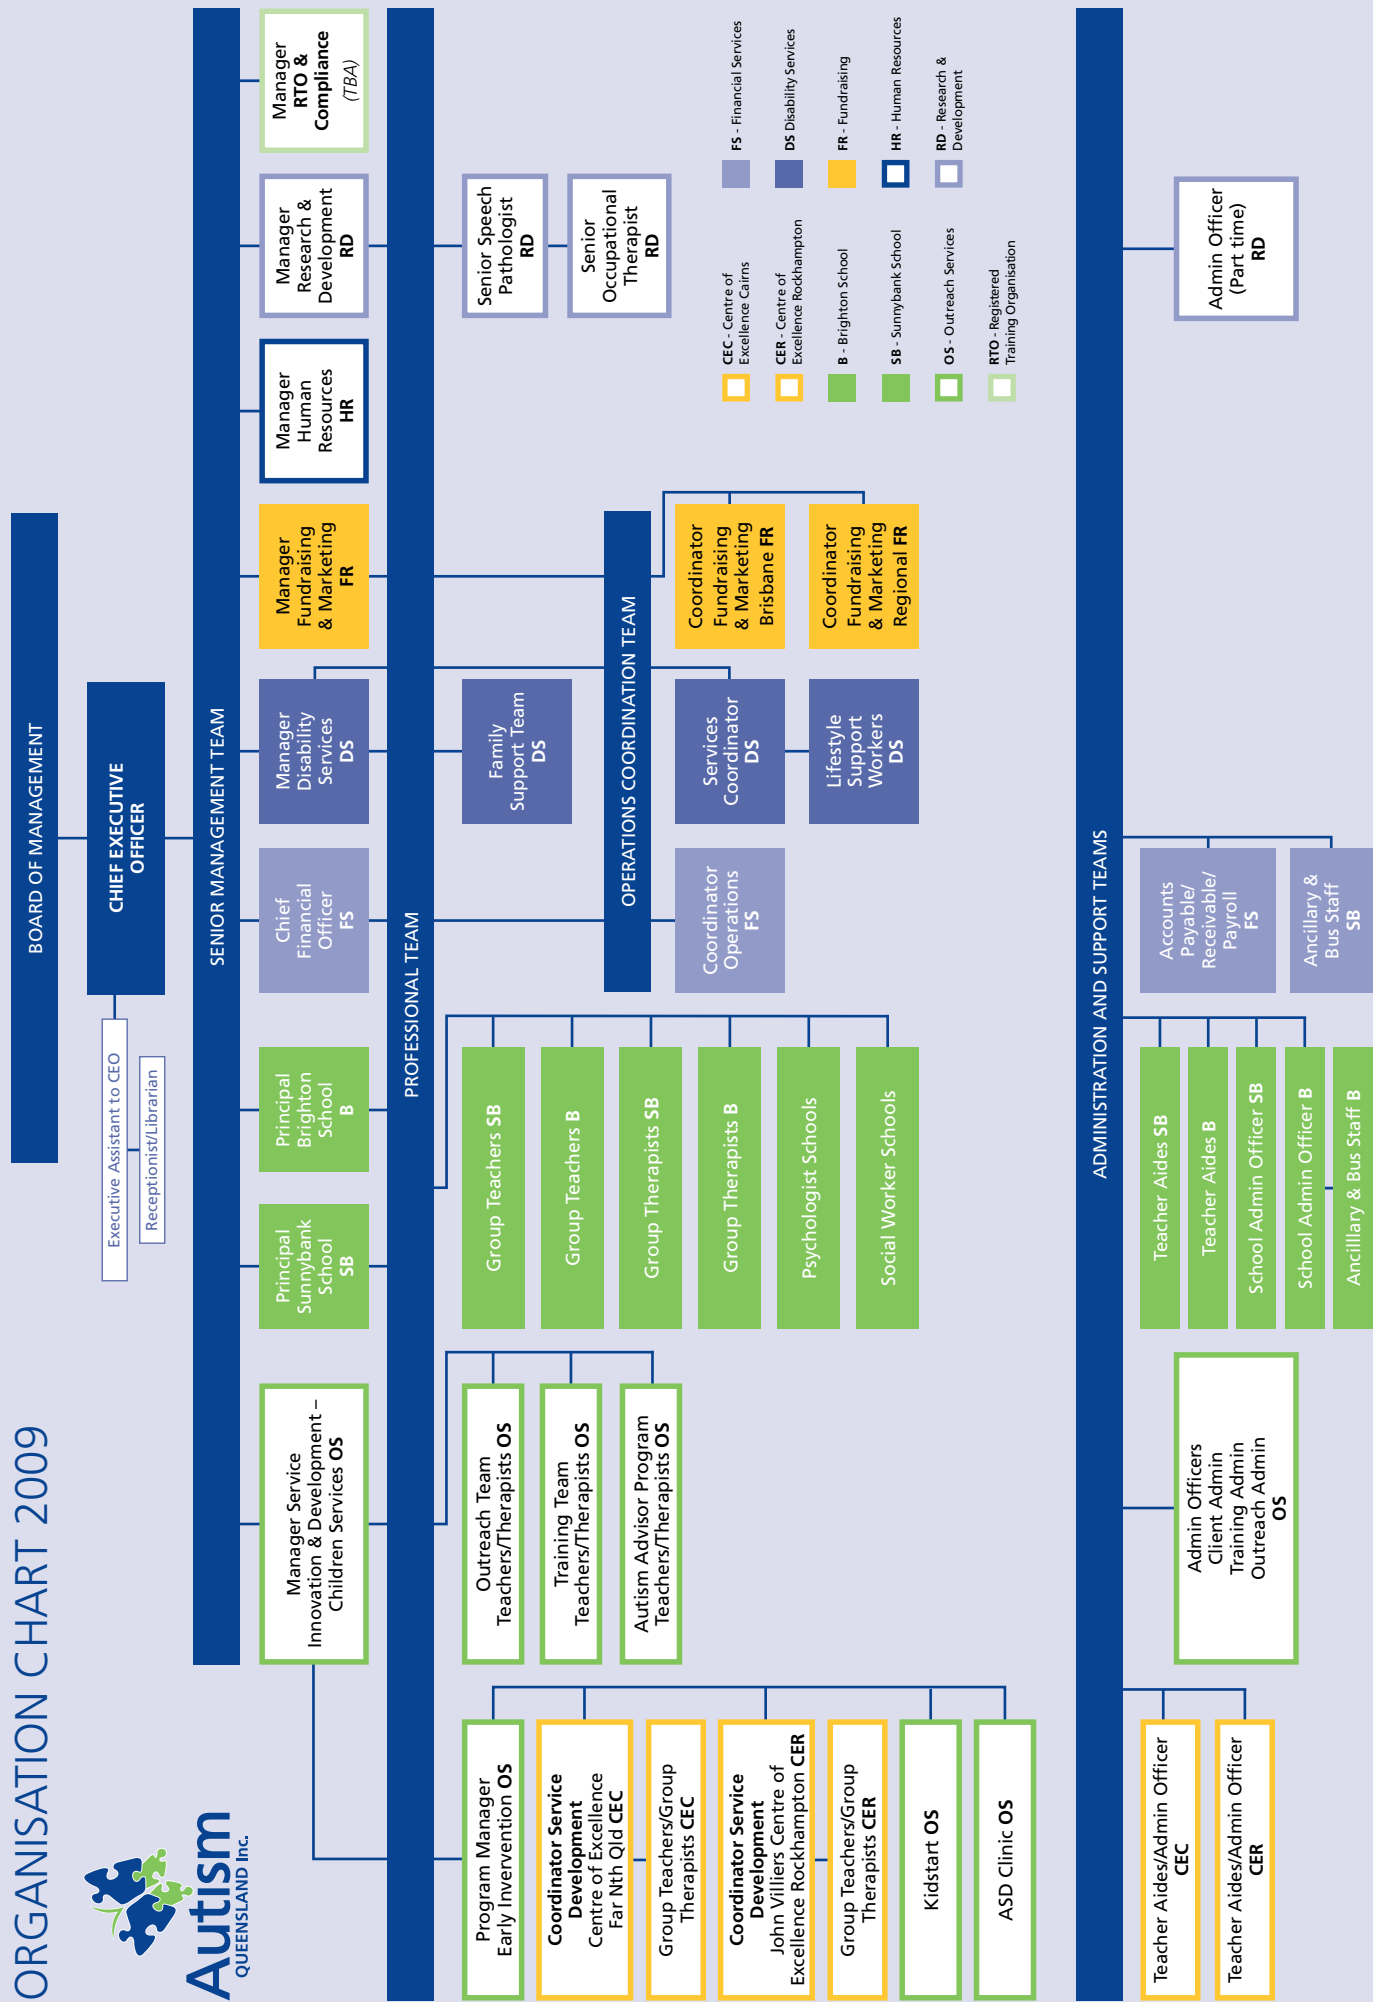 ORGANISATION CHART 2009
Autism
QUEENSLAND Inc.
BOARD OF MANAGEMENT
CHIEF EXECUTIVE
OFFICER
Executive Assistant to CEO
Receptionist/Librarian
SENIOR MANAGEMENT TEAM
Manager Service
Innovation & Development –
Children Services OS
Principal
Sunnybank
School
SB
Principal
Brighton
School
B
Chief
Financial
Officer
FS
Manager
Disability
Services
DS
Manager
Fundraising
& Marketing
FR
Manager
Human
Resources
HR
Manager
Research &
Development
RD
Manager
RTO &
Compliance
(TBA)
PROFESSIONAL TEAM
Program Manager
Early Invervention OS
Coordinator Service
Development
Centre of Excellence
Far Nth Qld CEC
Group Teachers/Group
Therapists CEC
Coordinator Service
Development
John Villiers Centre of
Excellence Rockhampton CER
Group Teachers/Group
Therapists CER
Kidstart OS
ASD Clinic OS
Outreach Team
Teachers/Therapists OS
Training Team
Teachers/Therapists OS
Autism Advisor Program
Teachers/Therapists OS
Group Teachers SB
Group Teachers B
Group Therapists SB
Group Therapists B
Psychologist Schools
Social Worker Schools
Family
Support Team
DS
Senior Speech
Pathologist
RD
Senior
Occupational
Therapist
RD
OPERATIONS COORDINATION TEAM
Coordinator
Operations
FS
Services
Coordinator
DS
Lifestyle
Support
Workers
DS
Coordinator
Fundraising
& Marketing
Brisbane FR
Coordinator
Fundraising
& Marketing
Regional FR
CEC - Centre of
Excellence Cairns
CER - Centre of
Excellence Rockhampton
B - Brighton School
SB - Sunnybank School
OS - Outreach Services
RTO - Registered
Training Organisation
FS - Financial Services
DS Disability Services
FR - Fundraising
HR - Human Resources
RD - Research &
Development
ADMINISTRATION AND SUPPORT TEAMS
Teacher Aides/Admin Officer
CEC
Teacher Aides/Admin Officer
CER
Admin Officers
Client Admin
Training Admin
Outreach Admin
OS
Teacher Aides SB
Teacher Aides B
School Admin Officer SB
School Admin Officer B
Ancilllary & Bus Staff B
Accounts
Payable/
Receivable/
Payroll
FS
Ancillary &
Bus Staff
SB
Admin Officer
(Part time)
RD